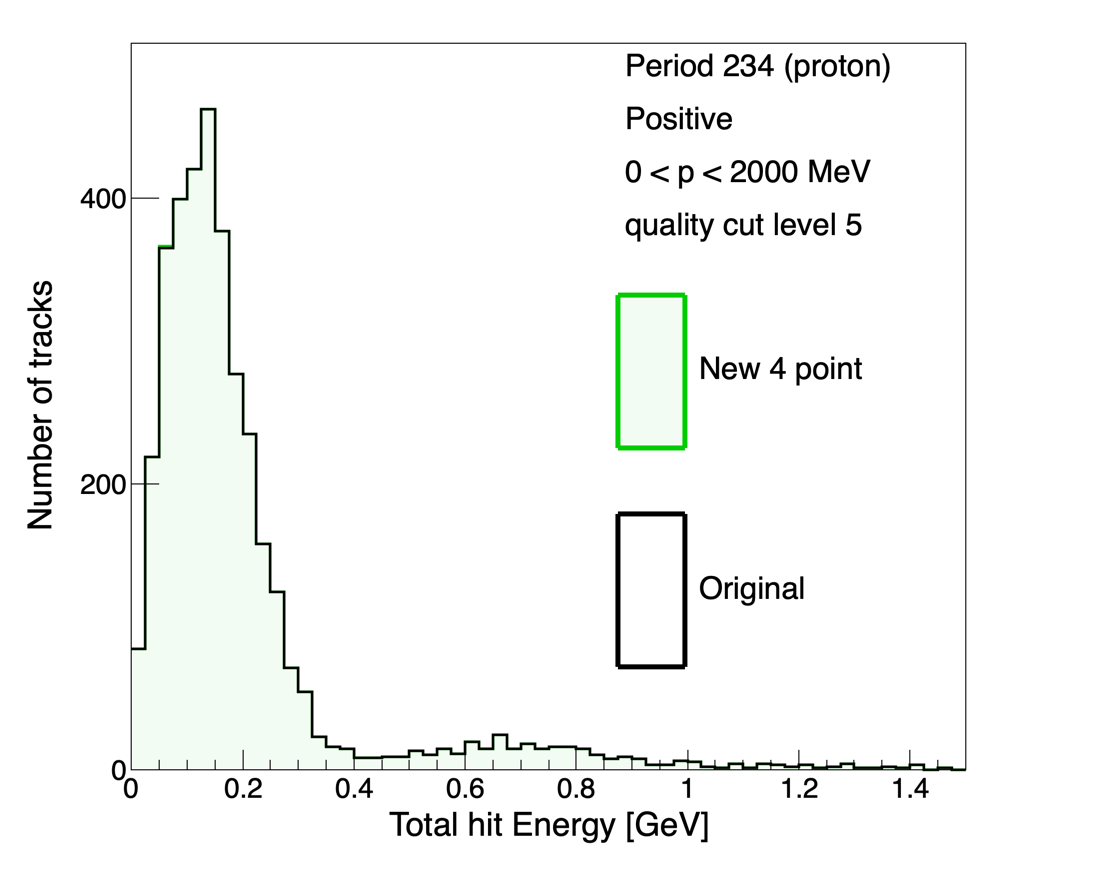 Period 234 (proton)
Positive
0 < p < 2000 MeV
quality cut level 5
New 4 point
Original
Number of tracks
400
200
0
0 0.2 0.4 0.6 0.8 1 1.2 1.4
Total hit Energy [GeV]